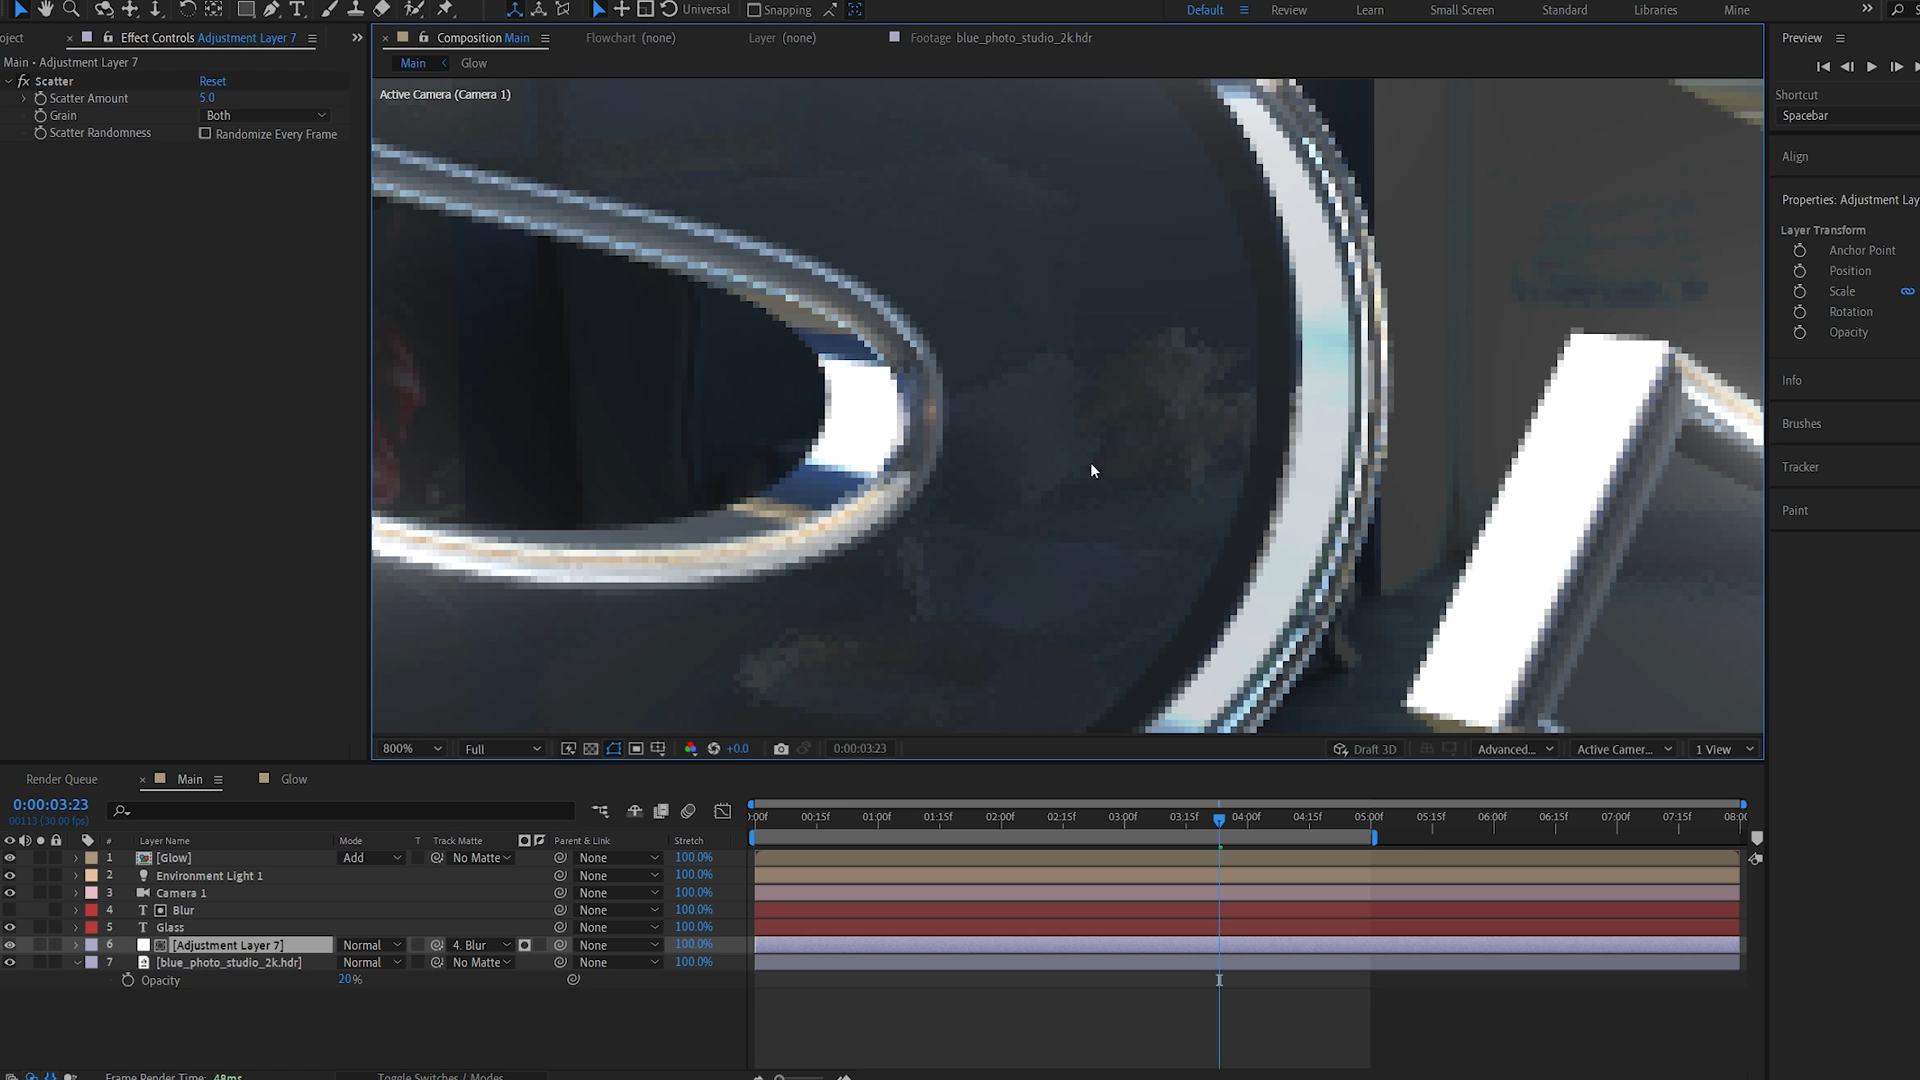 Universal Snapping Default Review Learn Small Screen Standard Libraries Mine
oject × Effect Controls Adjustment Layer 7
× Composition Main Flowchart (none) Layer (none) Footage blue_photo_studio_2k.hdr
Preview
Main - Adjustment Layer 7
Main Glow
fx Scatter Reset
Scatter Amount 5.0
Grain Both
Scatter Randomness Randomize Every Frame
Active Camera (Camera 1)
Shortcut
Spacebar
Align
Properties: Adjustment Lay
Layer Transform
Anchor Point
Position
Scale
Rotation
Opacity
Info
Brushes
Tracker
Paint
800% Full +0.0 0:00:03:23 Draft 3D Advanced... Active Camer... 1 View
Render Queue × Main Glow
0:00:03:23
00113 (30.00 fps)
:00f 00:15f 01:00f 01:15f 02:00f 02:15f 03:00f 03:15f 04:00f 04:15f 05:00f 05:15f 06:00f 06:15f 07:00f 07:15f 08:00
# Layer Name Mode T Track Matte Parent & Link Stretch
1 [Glow] Add No Matte None 100.0%
2 Environment Light 1 None 100.0%
3 Camera 1 None 100.0%
4 T Blur None 100.0%
5 T Glass None 100.0%
6 [Adjustment Layer 7] Normal 4. Blur None 100.0%
7 [blue_photo_studio_2k.hdr] Normal No Matte None 100.0%
Opacity 20%
Frame Render Time: 48ms Toggle Switches / Modes